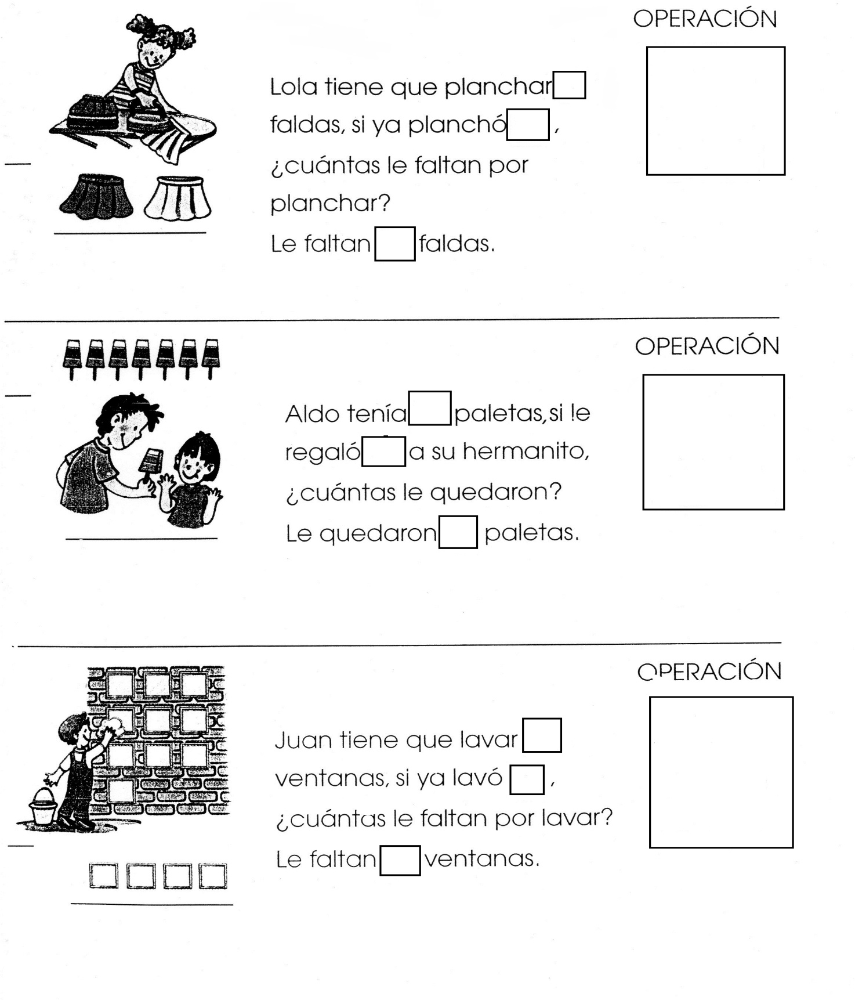 OPERACIÓN
Lola tiene que planchar
faldas, si ya planchó ,
¿cuántas le faltan por
planchar?
Le faltan faldas.
OPERACIÓN
Aldo tenía paletas, si le
regaló a su hermanito,
¿cuántas le quedaron?
Le quedaron paletas.
OPERACIÓN
Juan tiene que lavar
ventanas, si ya lavó ,
¿cuántas le faltan por lavar?
Le faltan ventanas.